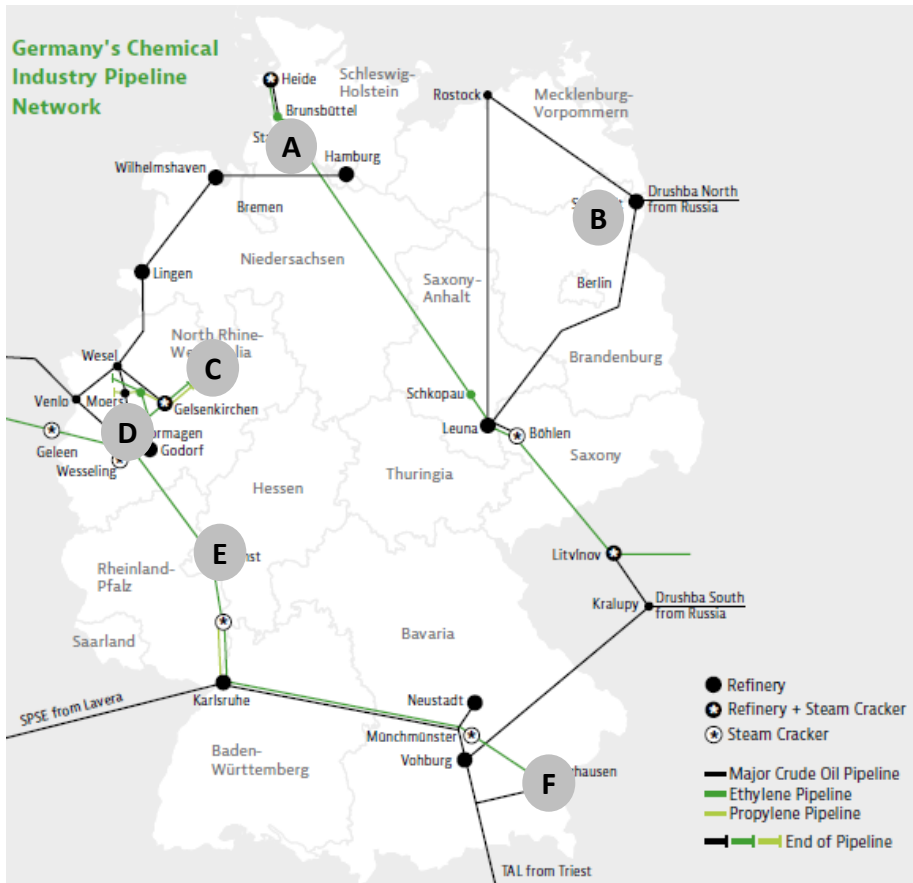 Germany's Chemical
Industry Pipeline
Network
Heide
Schleswig-
Holstein
Brunsbüttel
A
Hamburg
Rostock
Mecklenburg-
Vorpommern
Wilhelmshaven
Bremen
Drushba North
from Russia
B
Niedersachsen
Lingen
Saxony-
Anhalt
Berlin
North Rhine-
Brandenburg
Wesel
C
Venlo
Moers
Gelsenkirchen
Schkopau
D
Godorf
Geleen
Wesseling
Leuna
Böhlen
Saxony
Hessen
Thuringia
E
Rheinland-
Pfalz
Litvlnov
Kralupy
Drushba South
from Russia
Saarland
Bavaria
SPSE from Lavera
Karlsruhe
Neustadt
Münchmünster
Baden-
Württemberg
Vohburg
F
TAL from Triest
Refinery
Refinery + Steam Cracker
Steam Cracker
Major Crude Oil Pipeline
Ethylene Pipeline
Propylene Pipeline
End of Pipeline